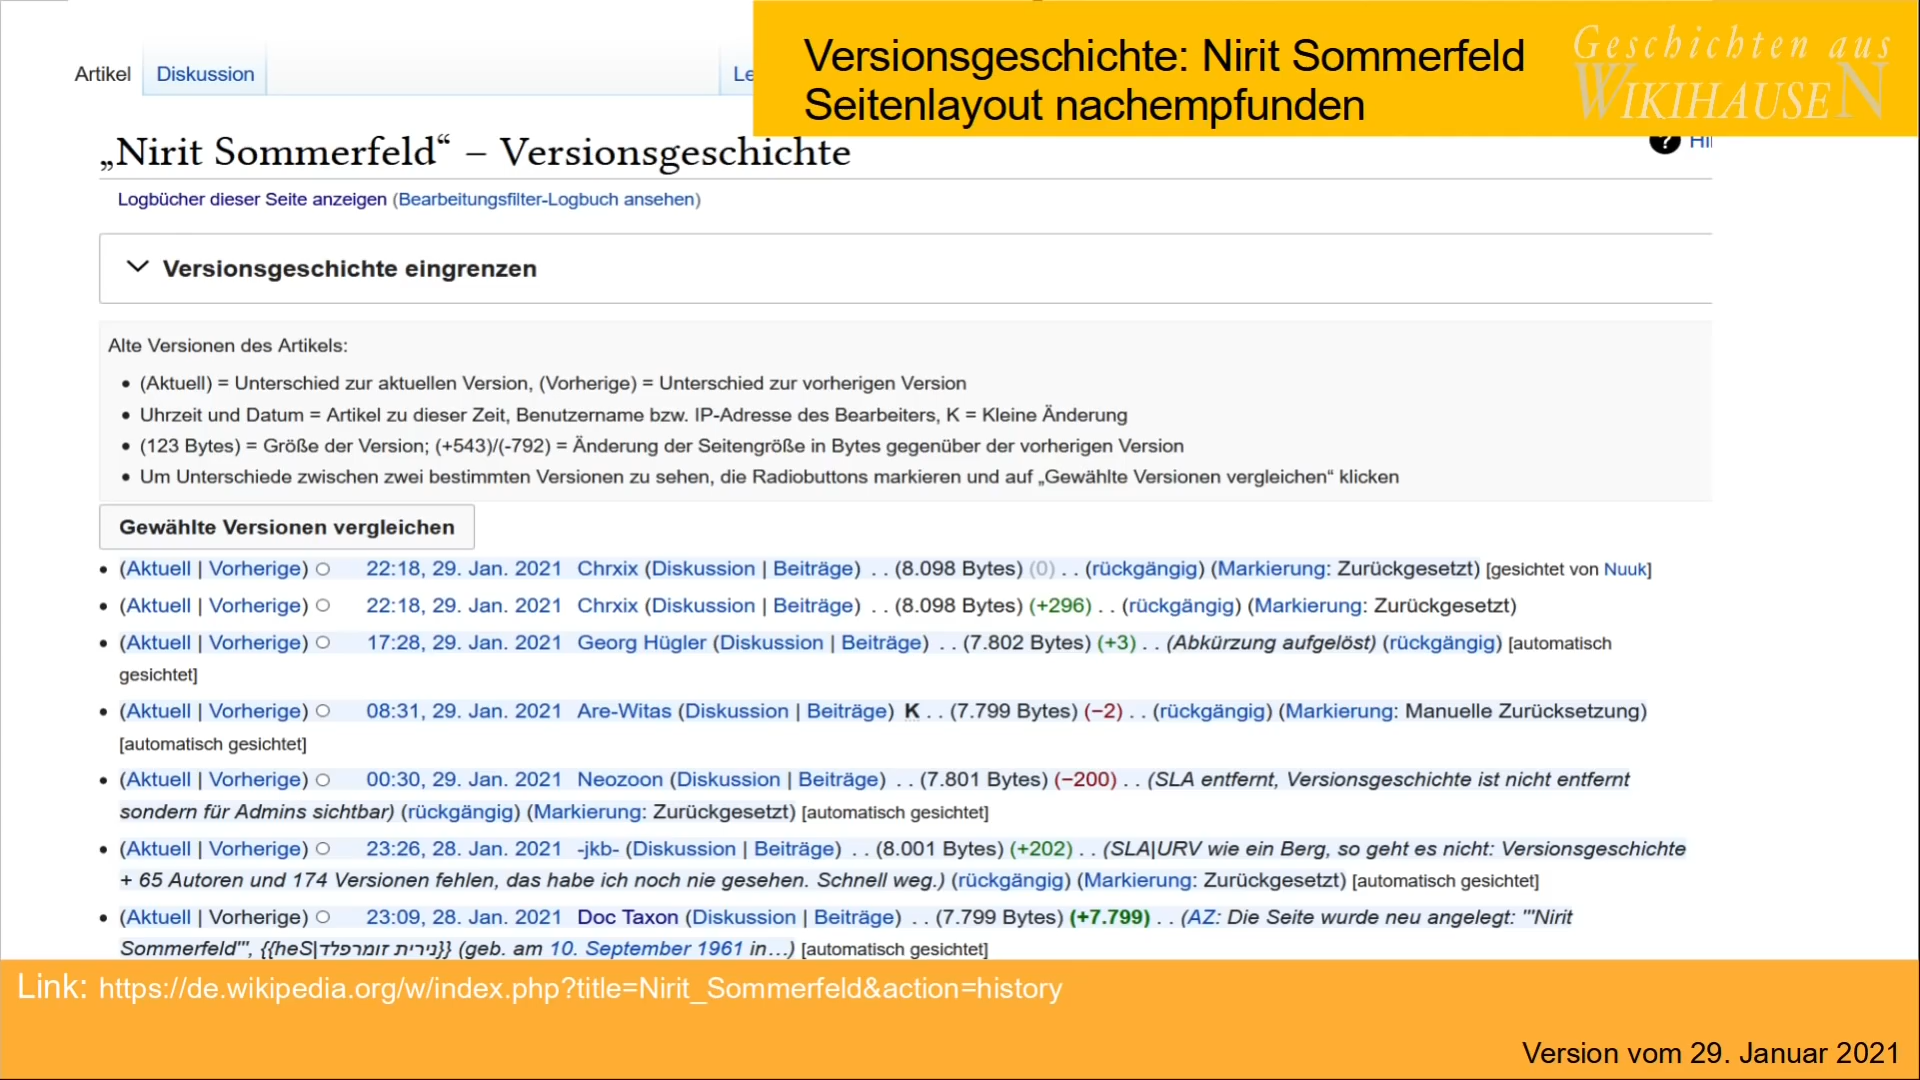 Versionsgeschichte: Nirit Sommerfeld
Seitenlayout nachempfunden
Geschichten aus
WIKIHAUSEN
Artikel Diskussion Le
„Nirit Sommerfeld“ – Versionsgeschichte
? Hi
Logbücher dieser Seite anzeigen (Bearbeitungsfilter-Logbuch ansehen)
Versionsgeschichte eingrenzen
Alte Versionen des Artikels:
• (Aktuell) = Unterschied zur aktuellen Version, (Vorherige) = Unterschied zur vorherigen Version
• Uhrzeit und Datum = Artikel zu dieser Zeit, Benutzername bzw. IP-Adresse des Bearbeiters, K = Kleine Änderung
• (123 Bytes) = Größe der Version; (+543)/(-792) = Änderung der Seitengröße in Bytes gegenüber der vorherigen Version
• Um Unterschiede zwischen zwei bestimmten Versionen zu sehen, die Radiobuttons markieren und auf „Gewählte Versionen vergleichen“ klicken
Gewählte Versionen vergleichen
• (Aktuell | Vorherige) 22:18, 29. Jan. 2021 Chrxix (Diskussion | Beiträge) . . (8.098 Bytes) (0) . . (rückgängig) (Markierung: Zurückgesetzt) [gesichtet von Nuuk]
• (Aktuell | Vorherige) 22:18, 29. Jan. 2021 Chrxix (Diskussion | Beiträge) . . (8.098 Bytes) (+296) . . (rückgängig) (Markierung: Zurückgesetzt)
• (Aktuell | Vorherige) 17:28, 29. Jan. 2021 Georg Hügler (Diskussion | Beiträge) . . (7.802 Bytes) (+3) . . (Abkürzung aufgelöst) (rückgängig) [automatisch
gesichtet]
• (Aktuell | Vorherige) 08:31, 29. Jan. 2021 Are-Witas (Diskussion | Beiträge) K . . (7.799 Bytes) (−2) . . (rückgängig) (Markierung: Manuelle Zurücksetzung)
[automatisch gesichtet]
• (Aktuell | Vorherige) 00:30, 29. Jan. 2021 Neozoon (Diskussion | Beiträge) . . (7.801 Bytes) (−200) . . (SLA entfernt, Versionsgeschichte ist nicht entfernt
sondern für Admins sichtbar) (rückgängig) (Markierung: Zurückgesetzt) [automatisch gesichtet]
• (Aktuell | Vorherige) 23:26, 28. Jan. 2021 -jkb- (Diskussion | Beiträge) . . (8.001 Bytes) (+202) . . (SLA|URV wie ein Berg, so geht es nicht: Versionsgeschichte
+ 65 Autoren und 174 Versionen fehlen, das habe ich noch nie gesehen. Schnell weg.) (rückgängig) (Markierung: Zurückgesetzt) [automatisch gesichtet]
• (Aktuell | Vorherige) 23:09, 28. Jan. 2021 Doc Taxon (Diskussion | Beiträge) . . (7.799 Bytes) (+7.799) . . (AZ: Die Seite wurde neu angelegt: '''Nirit
Sommerfeld''', {{heS|נירית זומרפלד}} (geb. am 10. September 1961 in…) [automatisch gesichtet]
Link: https://de.wikipedia.org/w/index.php?title=Nirit_Sommerfeld&action=history
Version vom 29. Januar 2021